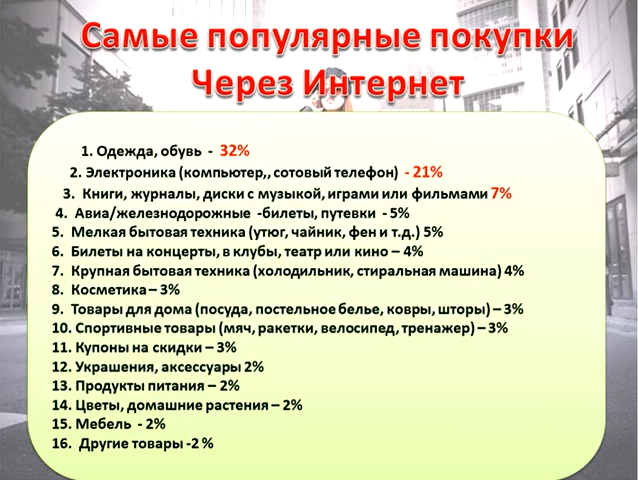 Самые популярные покупки
Через Интернет
1. Одежда, обувь - 32%
2. Электроника (компьютер,, сотовый телефон) - 21%
3. Книги, журналы, диски с музыкой, играми или фильмами 7%
4. Авиа/железнодорожные -билеты, путевки - 5%
5. Мелкая бытовая техника (утюг, чайник, фен и т.д.) 5%
6. Билеты на концерты, в клубы, театр или кино – 4%
7. Крупная бытовая техника (холодильник, стиральная машина) 4%
8. Косметика – 3%
9. Товары для дома (посуда, постельное белье, ковры, шторы) – 3%
10. Спортивные товары (мяч, ракетки, велосипед, тренажер) – 3%
11. Купоны на скидки – 3%
12. Украшения, аксессуары 2%
13. Продукты питания – 2%
14. Цветы, домашние растения – 2%
15. Мебель - 2%
16. Другие товары -2 %